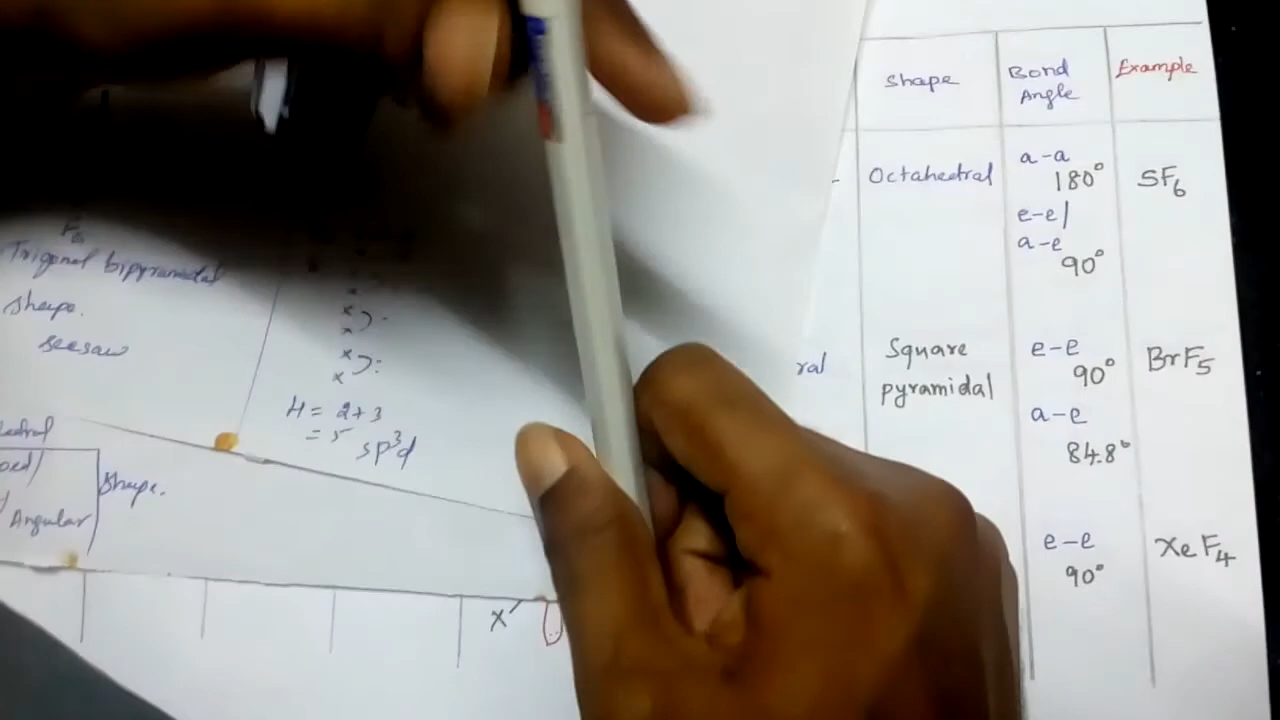 Shape
Bond Angle
Example
Octahedral
a-a
180°
e-e/
a-e
90°
SF6
ral
Square
pyramidal
e-e
90°
a-e
84.8°
BrF5
e-e
90°
XeF4
Trigonal bipyramidal
shape.
seesaw
H = 2+3
= 5
sp3d
shape.
Angular
X